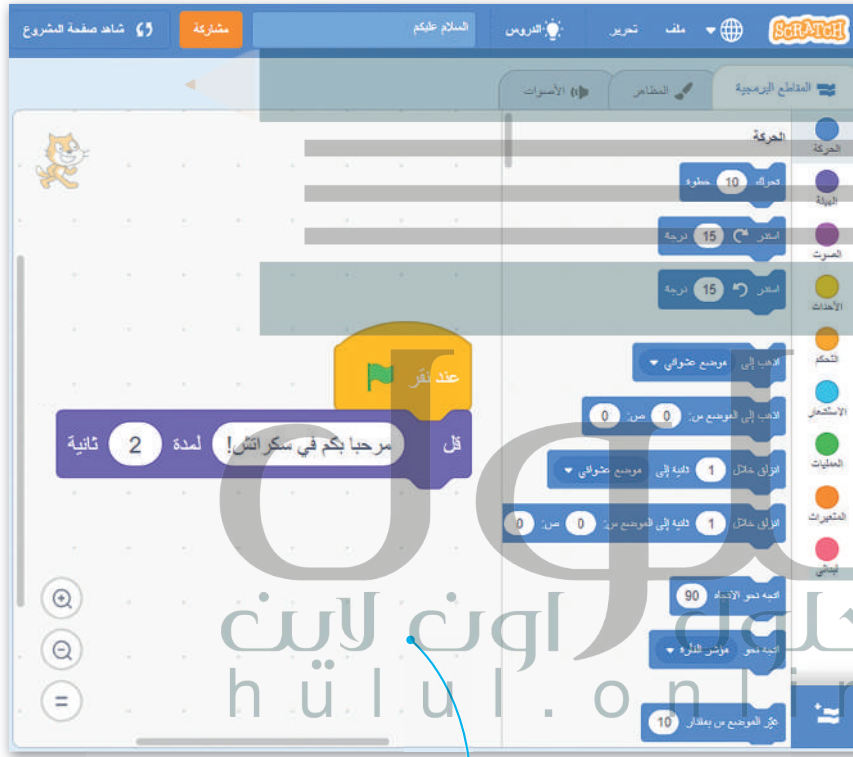 SCRATCH ملف تحرير الدروس السلام عليكم مشاركة شاهد صفحة المشروع
المقاطع البرمجية المظاهر الأصوات
الحركة
الحركة
تحرك 10 خطوة
الهيئة
استدر 15 درجة
الصوت
استدر 15 درجة
الأحداث
التحكم
اذهب إلى موضع عشوائي
عند نقر
الاستشعار
اذهب إلى الموضع س: 0 ص: 0
قل مرحبا بكم في سكراتش! لمدة 2 ثانية
العمليات
انزلق خلال 1 ثانية إلى موضع عشوائي
المتغيرات
انزلق خلال 1 ثانية إلى الموضع س: 0 ص: 0
لبناتي
اتجه نحو الاتجاه 90
اتجه نحو مؤشر الفأرة
غيّر الموضع س بمقدار 10
حلول
حلول اون لاين
hulul.onlin